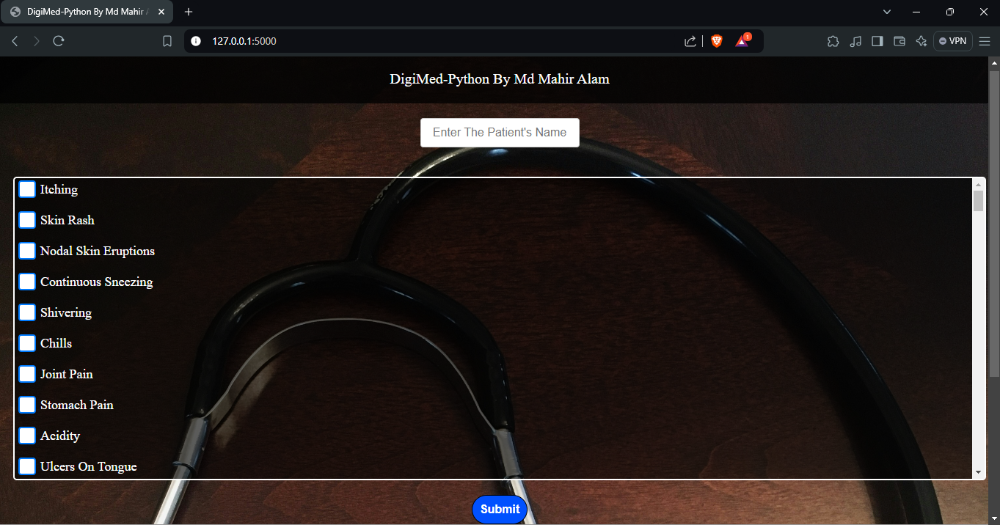 DigiMed-Python By Md Mahir A
127.0.0.1:5000
1
VPN
DigiMed-Python By Md Mahir Alam
Enter The Patient's Name
Itching
Skin Rash
Nodal Skin Eruptions
Continuous Sneezing
Shivering
Chills
Joint Pain
Stomach Pain
Acidity
Ulcers On Tongue
Submit